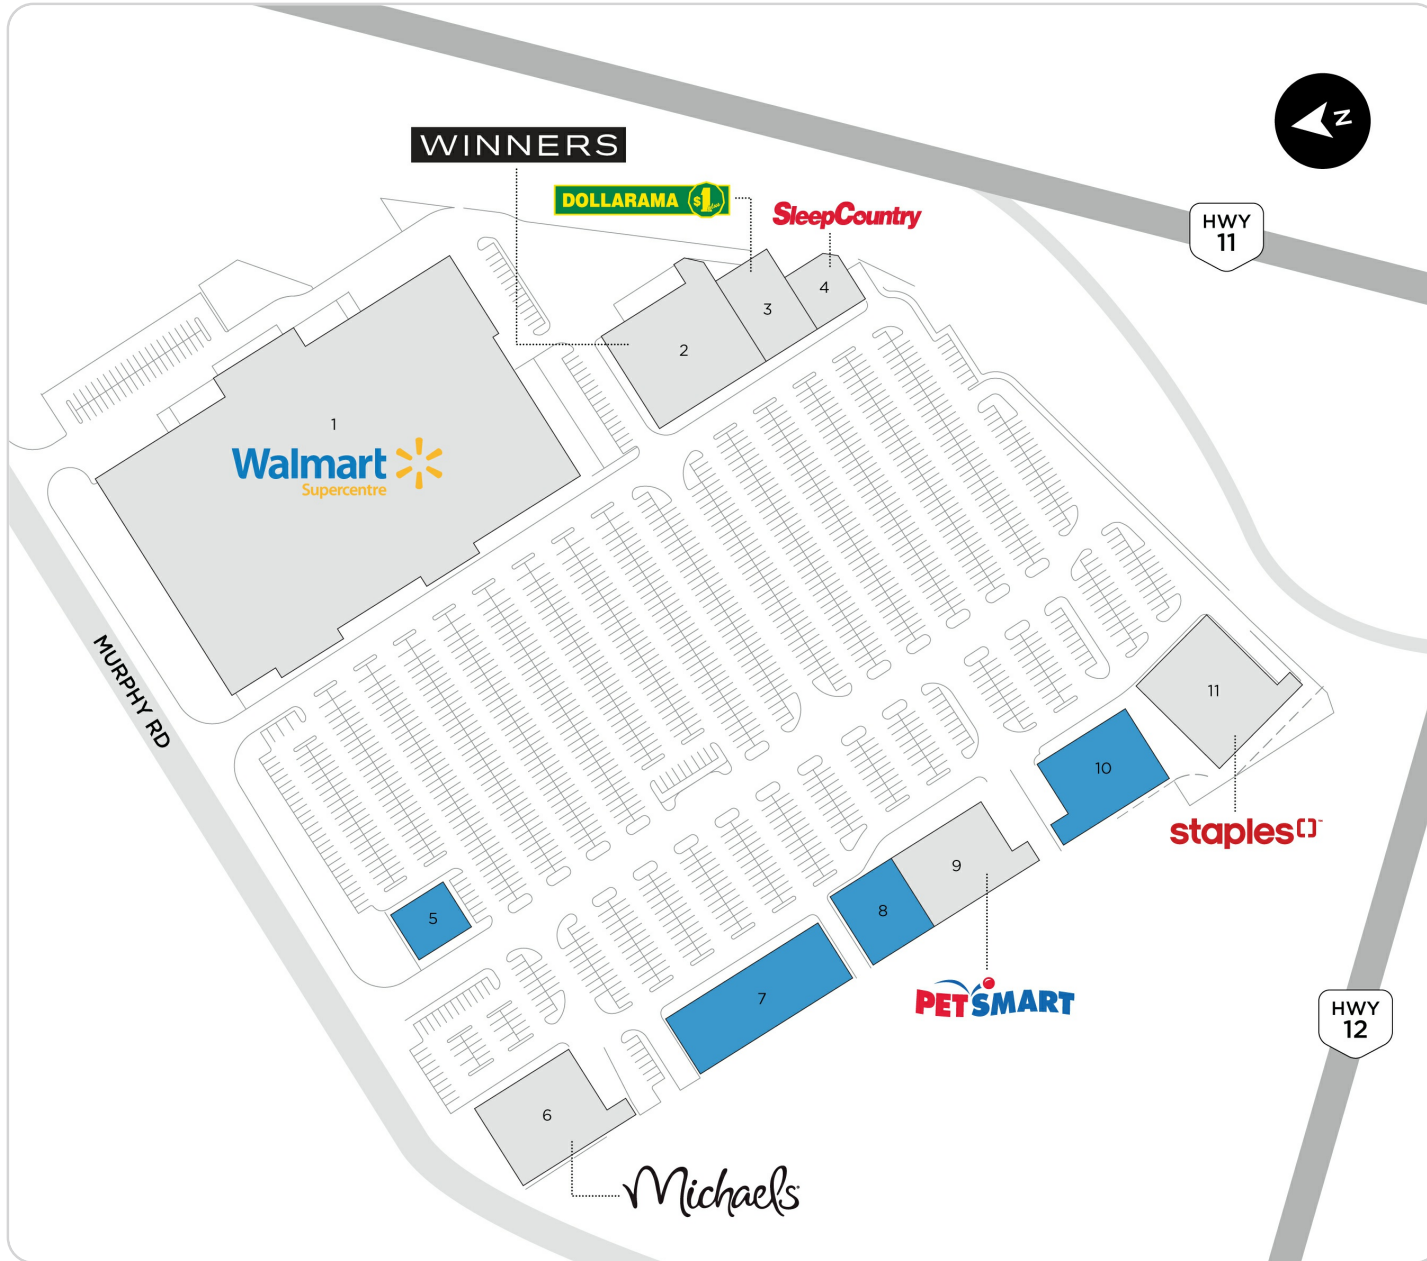 N
HWY
11
WINNERS
DOLLARAMA $1 plus
SleepCountry
4
3
2
1
Walmart
Supercentre
MURPHY RD
11
10
staples
9
8
5
PETSMART
7
HWY
12
6
Michaels